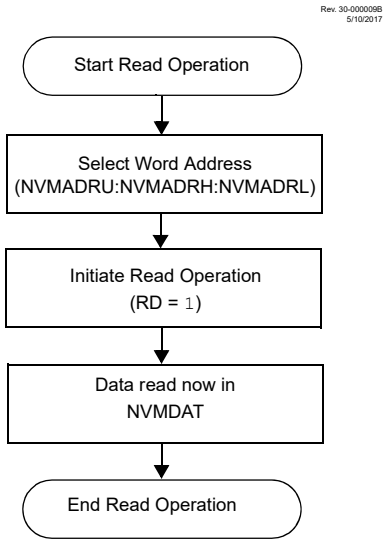 Rev. 30-000009B
5/10/2017
Start Read Operation
Select Word Address
(NVMADRU:NVMADRH:NVMADRL)
Initiate Read Operation
(RD = 1)
Data read now in
NVMDAT
End Read Operation